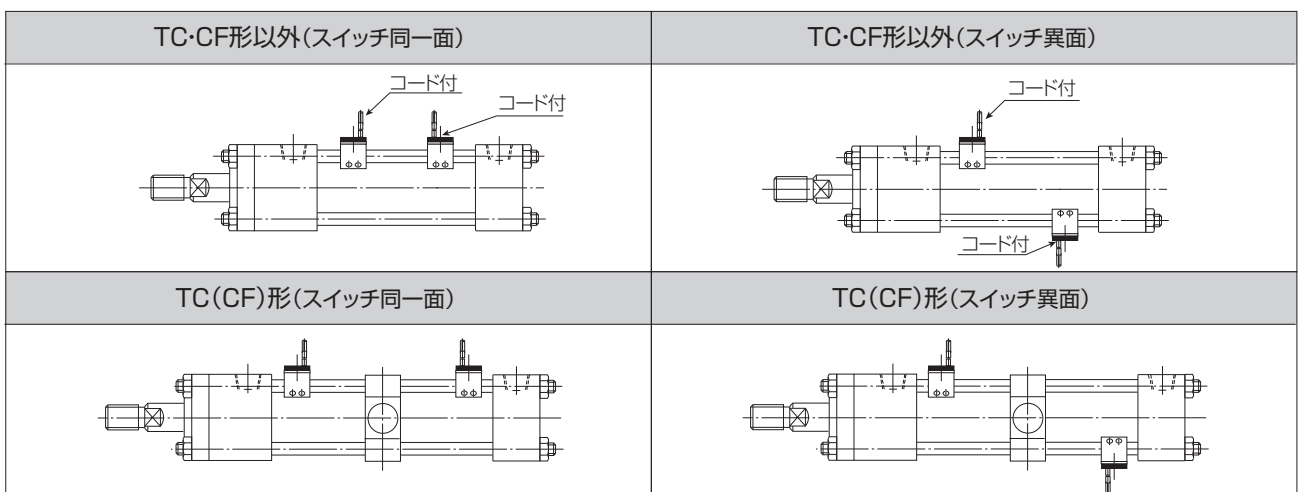 TC･CF形以外(スイッチ同一面)
TC･CF形以外(スイッチ異面)
コード付
コード付
コード付
コード付
TC(CF)形(スイッチ同一面)
TC(CF)形(スイッチ異面)